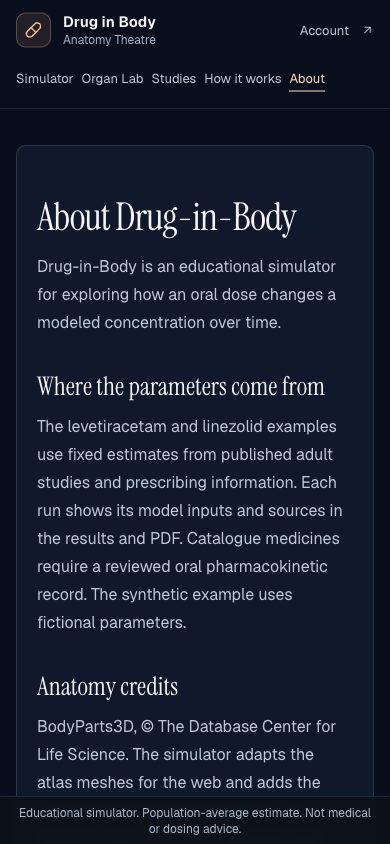 Drug in Body
Anatomy Theatre
Account ↗
Simulator Organ Lab Studies How it works About
About Drug-in-Body
Drug-in-Body is an educational simulator
for exploring how an oral dose changes a
modeled concentration over time.
Where the parameters come from
The levetiracetam and linezolid examples
use fixed estimates from published adult
studies and prescribing information. Each
run shows its model inputs and sources in
the results and PDF. Catalogue medicines
require a reviewed oral pharmacokinetic
record. The synthetic example uses
fictional parameters.
Anatomy credits
BodyParts3D, © The Database Center for
Life Science. The simulator adapts the
atlas meshes for the web and adds the
Educational simulator. Population-average estimate. Not medical
or dosing advice.